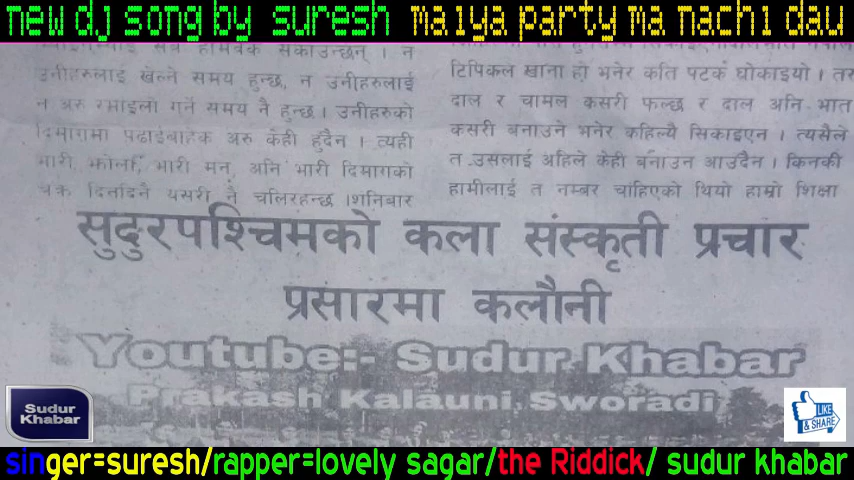 new dj song by suresh maiya party ma nachi dau
उनीहरुलाइ खेल्ने समय हुन्छ, न उनीहरुलाई
न अरु रमाइलो गर्ने समय नै हुन्छ । उनीहरुको
दिमागमा पढाईबाहेक अरु केही हुँदैन । त्यही
भारी झोला, भारी मन, अनि भारी दिमागको
यसरी नै चलिरहन्छ ।शनिबार
टिपिकल खाना हो भनेर कति पटक घोकाइयो । तर
दाल र चामल कसरी फल्छ र दाल अनि भात
कसरी बनाउने भनेर कहिल्यै सिकाइएन । त्यसैले
त उसलाई अहिले केही बनाउन आउँदैन । किनकी
हामीलाई त नम्बर चाहिएको थियो हाम्रो शिक्षा
सुदुरपश्चिमको कला संस्कृती प्रचार
प्रसारमा कलौनी
Youtube:- Sudur Khabar
Prakash Kalauni, Sworadi
Sudur
Khabar
LIKE
& SHARE
singer=suresh/rapper=lovely sagar/the Riddick/ sudur khabar